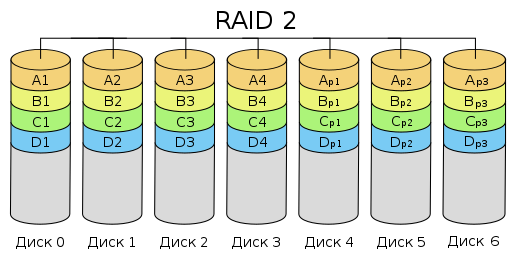 RAID 2
A1 A2 A3 A4 Ap1 Ap2 Ap3
B1 B2 B3 B4 Bp1 Bp2 Bp3
C1 C2 C3 C4 Cp1 Cp2 Cp3
D1 D2 D3 D4 Dp1 Dp2 Dp3
Диск 0 Диск 1 Диск 2 Диск 3 Диск 4 Диск 5 Диск 6